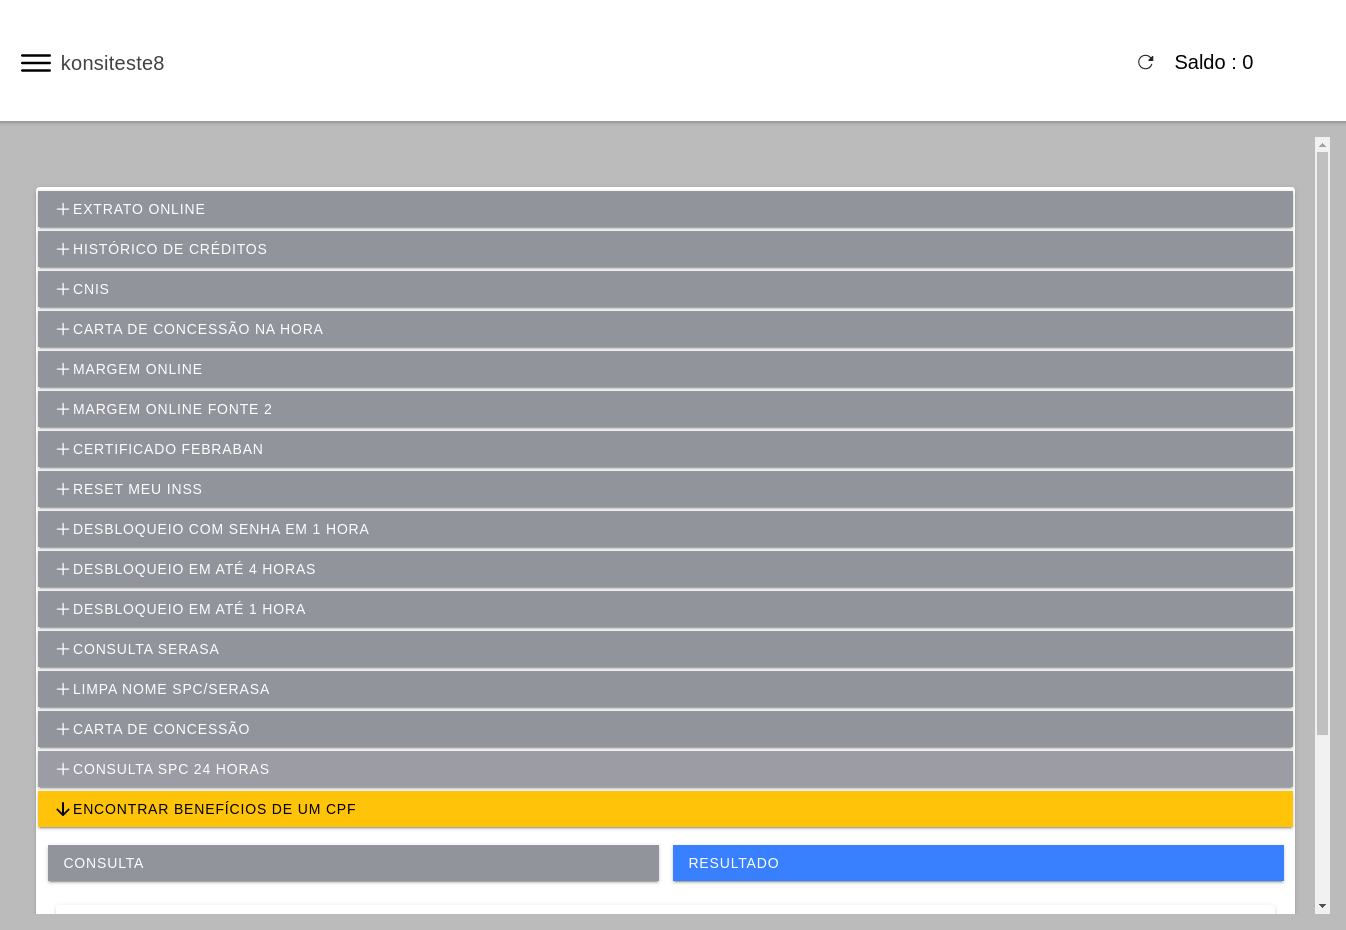 konsiteste8
Saldo : 0
EXTRATO ONLINE
HISTÓRICO DE CRÉDITOS
CNIS
CARTA DE CONCESSÃO NA HORA
MARGEM ONLINE
MARGEM ONLINE FONTE 2
CERTIFICADO FEBRABAN
RESET MEU INSS
DESBLOQUEIO COM SENHA EM 1 HORA
DESBLOQUEIO EM ATÉ 4 HORAS
DESBLOQUEIO EM ATÉ 1 HORA
CONSULTA SERASA
LIMPA NOME SPC/SERASA
CARTA DE CONCESSÃO
CONSULTA SPC 24 HORAS
ENCONTRAR BENEFÍCIOS DE UM CPF
CONSULTA
RESULTADO